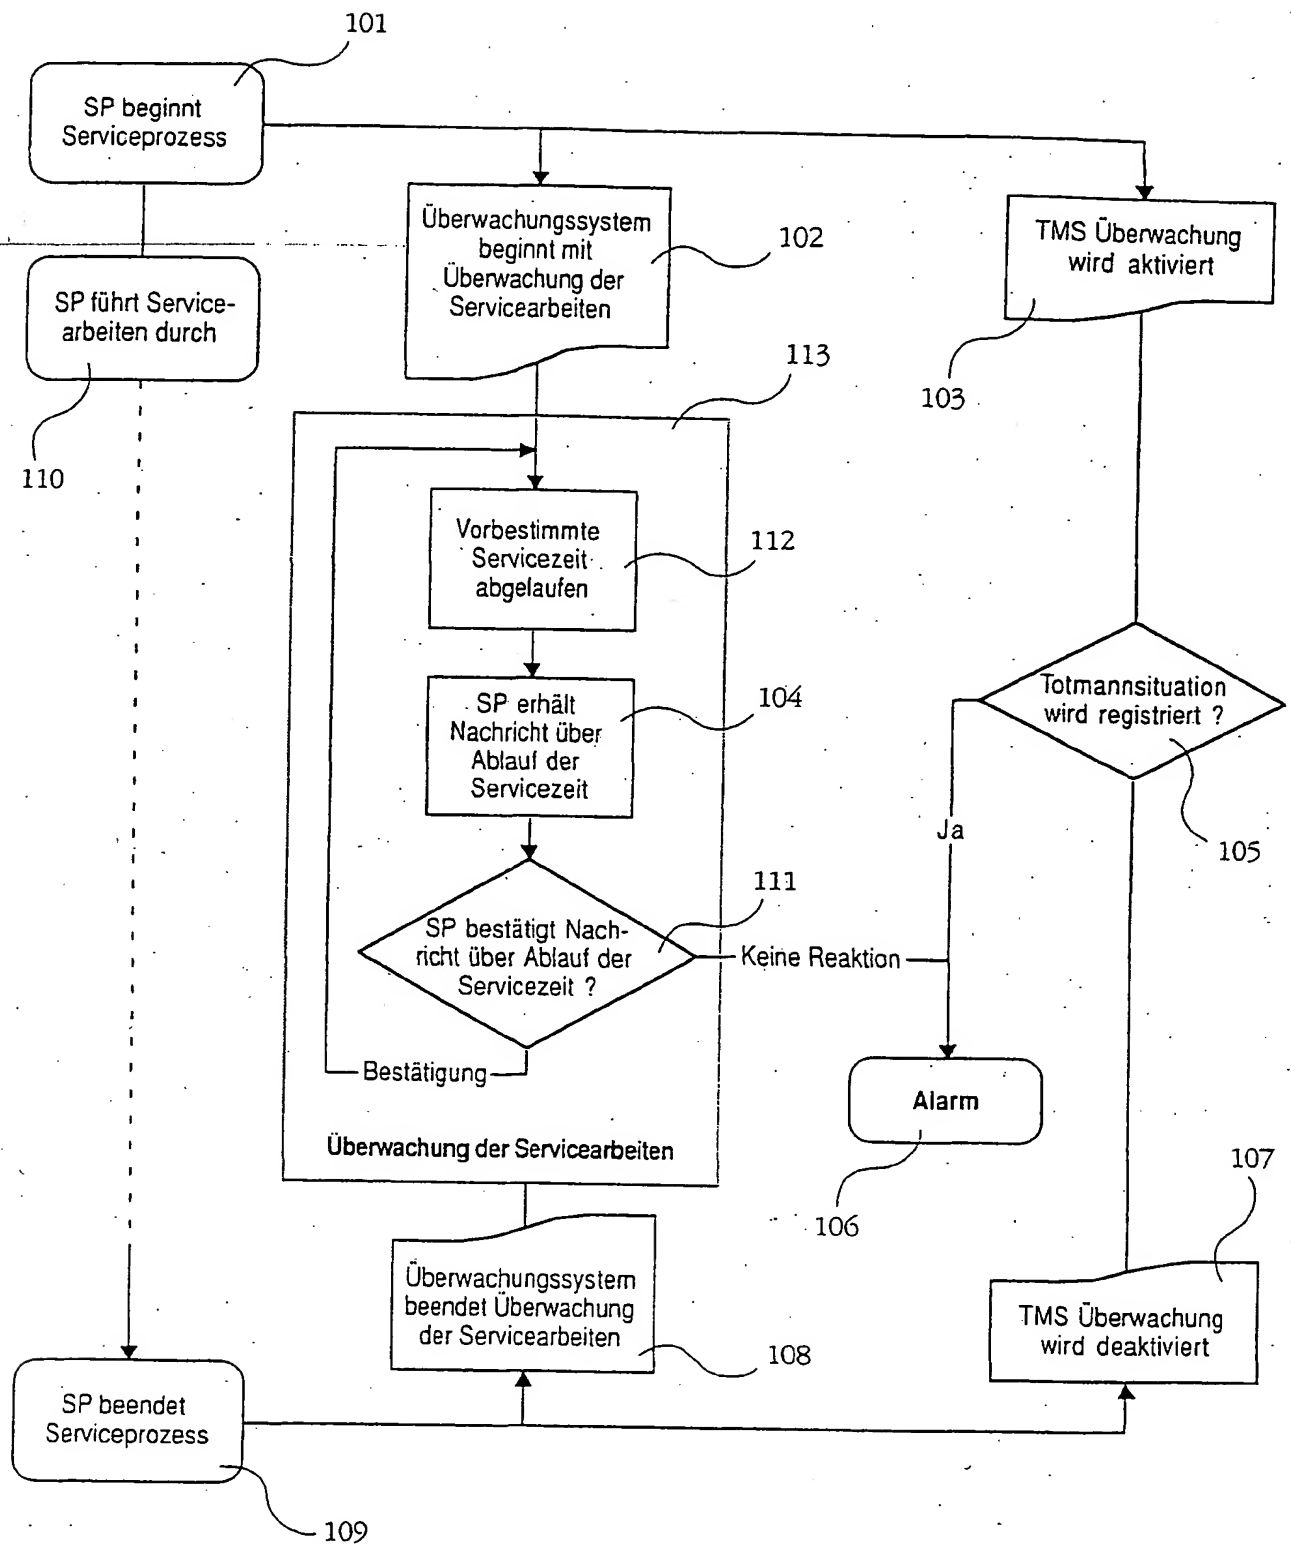 101
SP beginnt
Serviceprozess
Überwachungssystem
beginnt mit
Überwachung der
Servicearbeiten
102
TMS Überwachung
wird aktiviert
103
SP führt Service-
arbeiten durch
110
113
Vorbestimmte
Servicezeit
abgelaufen
112
SP erhält
Nachricht über
Ablauf der
Servicezeit
104
Totmannsituation
wird registriert ?
105
Ja
111
SP bestätigt Nach-
richt über Ablauf der
Servicezeit ?
Keine Reaktion
Bestätigung
Alarm
106
Überwachung der Servicearbeiten
107
Überwachungssystem
beendet Überwachung
der Servicearbeiten
108
TMS Überwachung
wird deaktiviert
SP beendet
Serviceprozess
109